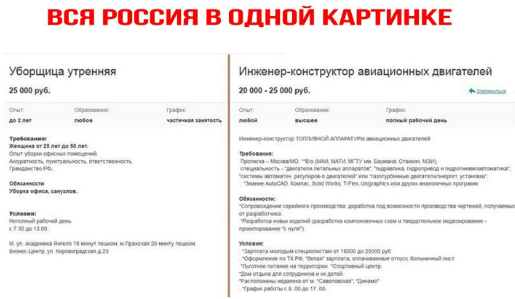 ВСЯ РОССИЯ В ОДНОЙ КАРТИНКЕ
Уборщица утренняя
25 000 руб.
Опыт: Образование: График:
до 2 лет любое частичная занятость
Требования:
Женщина от 25 лет до 50 лет.
Опыт уборки офисных помещений.
Аккуратность, пунктуальность, ответственность
Гражданство РФ.
Обязанности
Уборка офиса, санузлов.
Условия:
Неполный рабочий день
с 7.30 до 13.00.
М. ул. академика Янгеля 18 минут пешком. м.Пражская 20 минут пешком.
Бизнес-Центр. ул. Кировоградская д.23
Инженер-конструктор авиационных двигателей
20 000 - 25 000 руб.
Откликнуться
Опыт: Образование: График:
любой высшее полный рабочий день
Инженер-конструктор ТОПЛИВНОЙ АППАРАТУРЫ авиационных двигателей
Требования:
Прописка – Москва/МО. **В/о (МАИ, МАТИ, МГТУ им. Баумана, Станкин, МЭИ),
специальность - "двигатели летальных аппаратов", "гидравлика, гидропривод и гидропневмоавтоматика",
"системы автоматич. регул-ров-я двигателей" или "газотурбинные двигатели/энергет. установки".
*Знание AutoCAD, Компас, Solid Works, T-Flex, Unigraphics или других аналогичных программ.
Обязанности:
*Сопровождение серийного производства: доработка под возможности производства чертежей, получаемых
от разработчика.
*Разработка новых изделий (разработка компоновочных схем и твердотельное моделирование -
проектирование "с нуля").
Условия:
*Зарплата молодым специалистам от 18000 до 25000 руб
*Оформление по ТК РФ, "белая" зарплата, оплачиваемые отпуск, больничный лист
*Льготное питание на территории. *Спортивный центр.
*Дом отдыха для сотрудников и их детей.
*Расположены недалеко от м. "Савеловская", "Динамо"
*График работы с 8. 00 до 17. 00